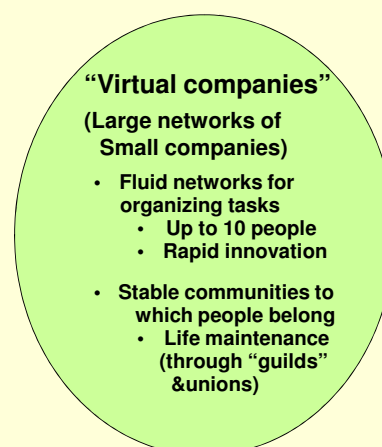 “Virtual companies”
(Large networks of
Small companies)
• Fluid networks for
organizing tasks
• Up to 10 people
• Rapid innovation
• Stable communities to
which people belong
• Life maintenance
(through “guilds”
&unions)